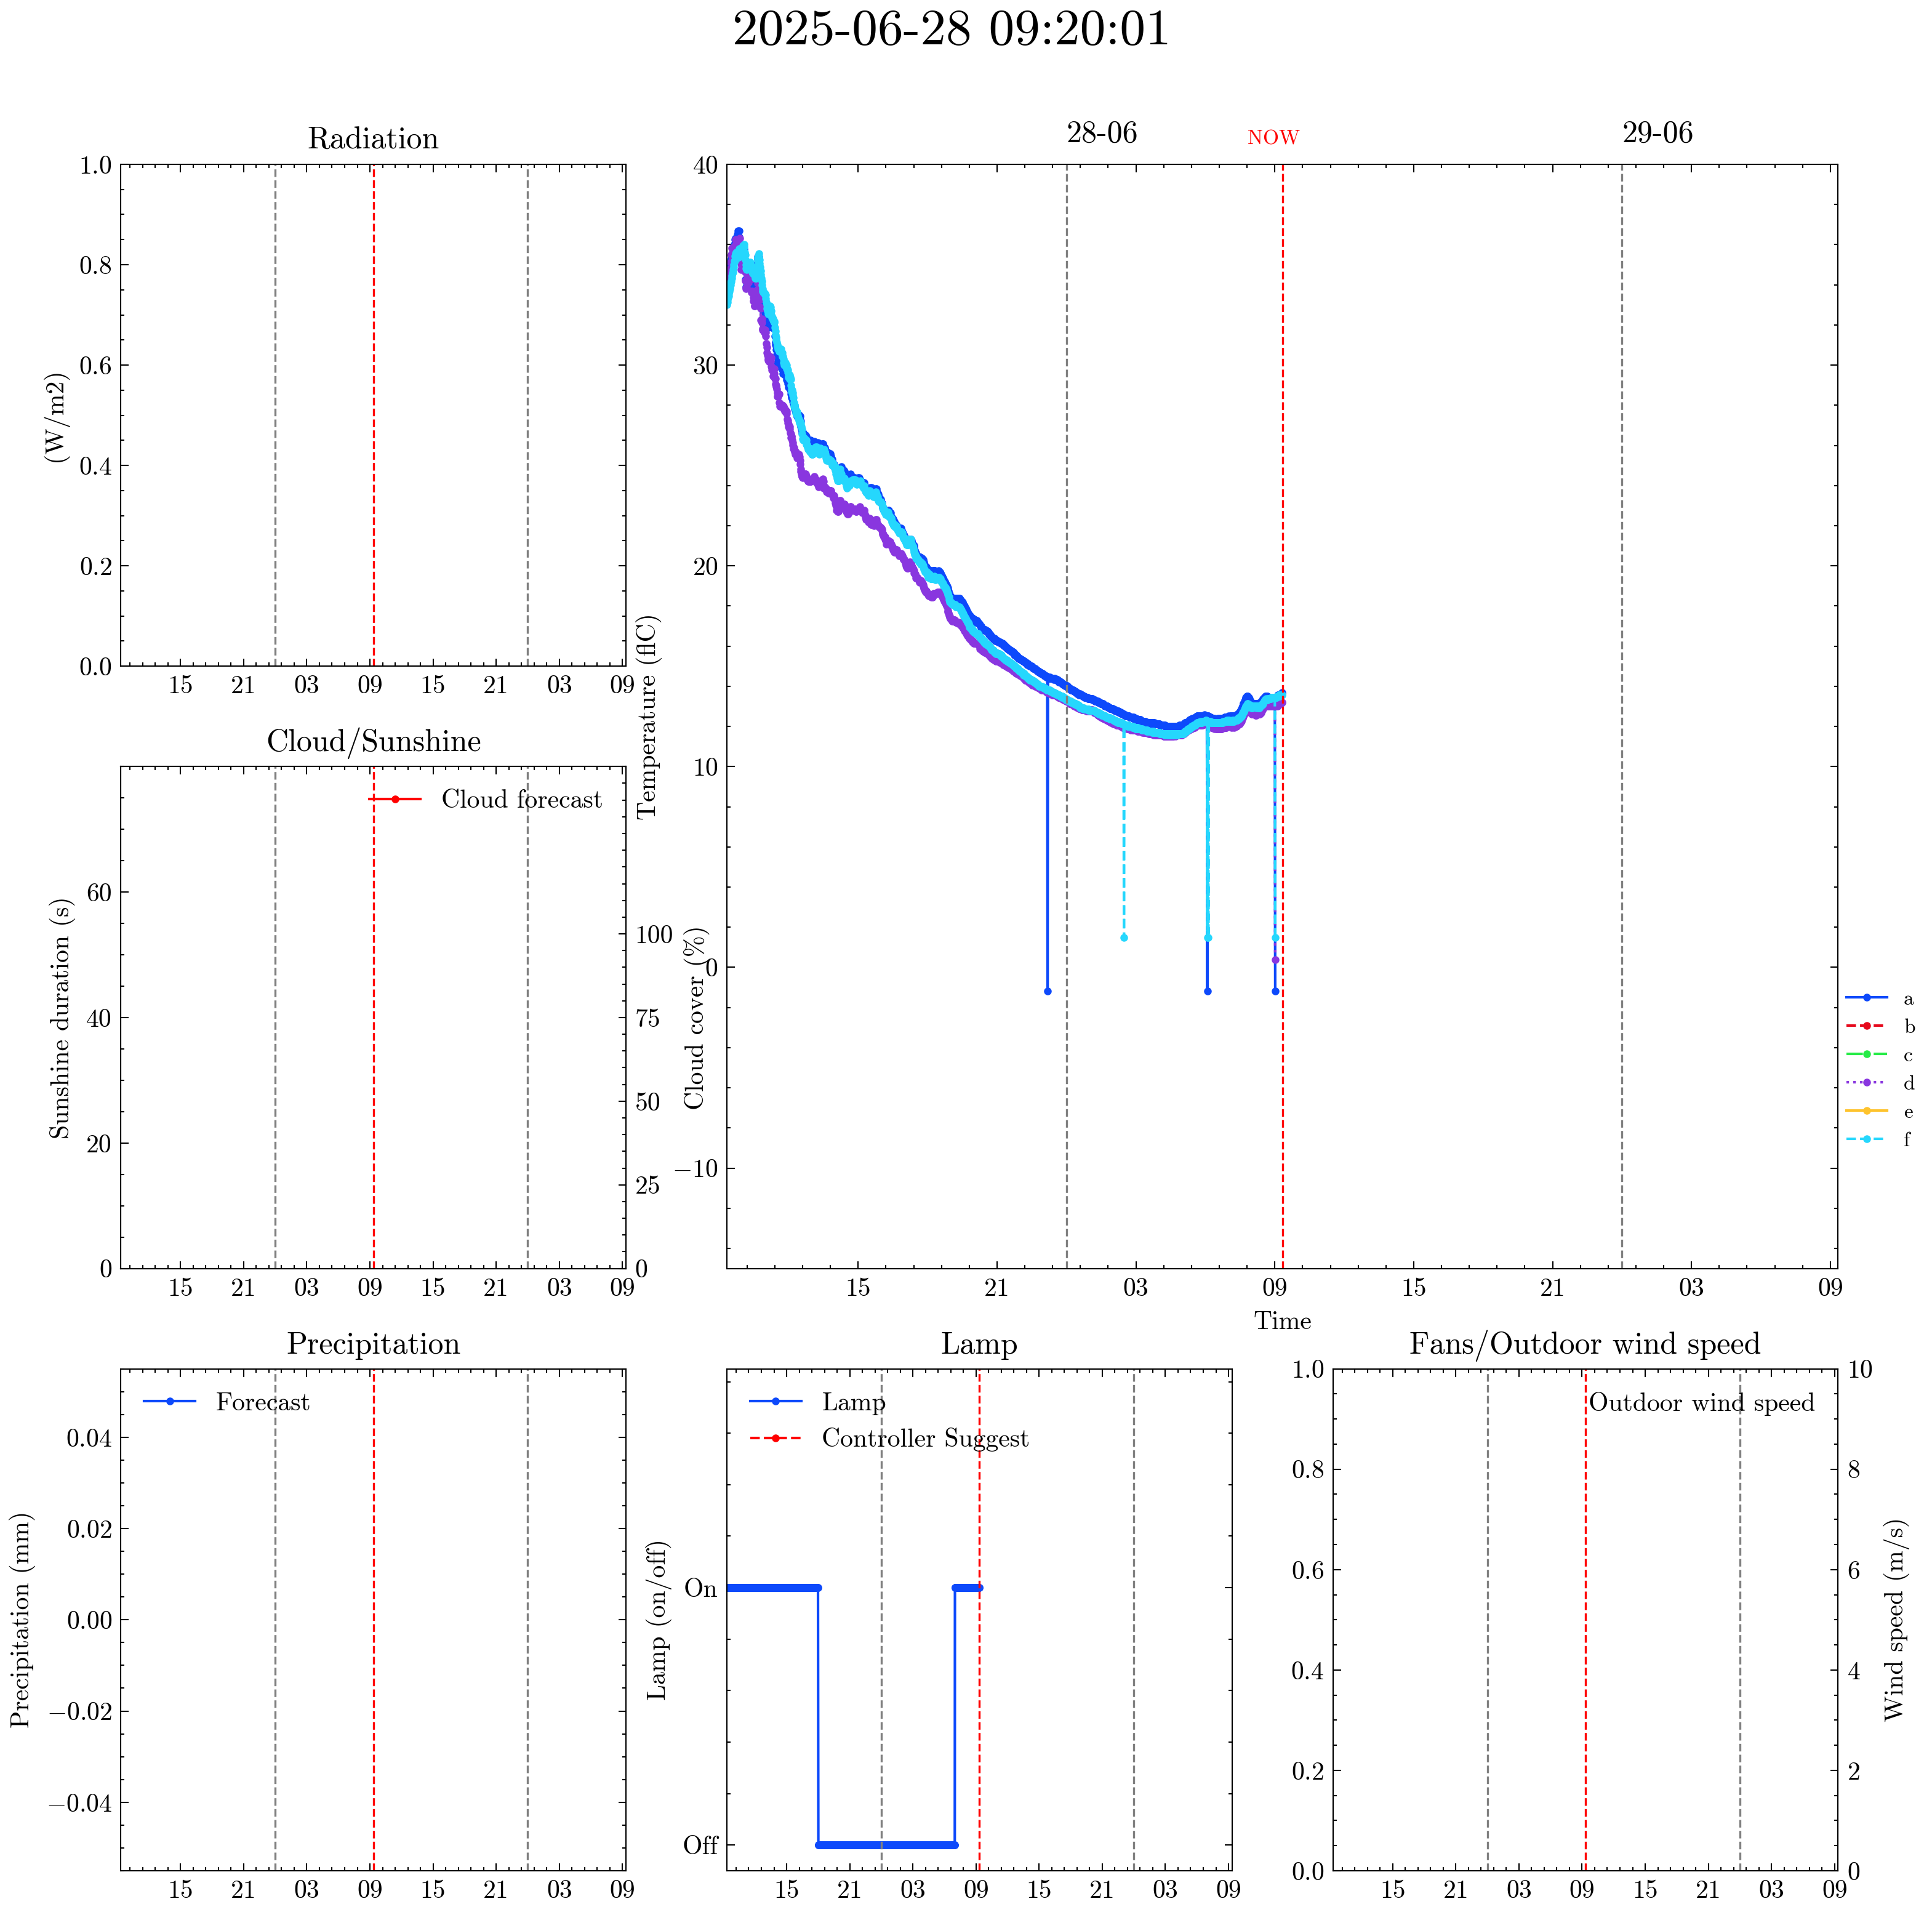 2025-06-28 09:20:01
Radiation
1.0
0.8
0.6
0.4
0.2
0.0
(W/m2)
15 21 03 09 15 21 03 09
28-06 NOW 29-06
40
30
20
10
0
−10
Temperature (flC)
15 21 03 09 15 21 03 09
Time
a
b
c
d
e
f
Cloud/Sunshine
Cloud forecast
60
40
20
0
Sunshine duration (s)
100
75
50
25
0
Cloud cover (%)
15 21 03 09 15 21 03 09
Precipitation
Forecast
0.04
0.02
0.00
−0.02
−0.04
Precipitation (mm)
15 21 03 09 15 21 03 09
Lamp
Lamp
Controller Suggest
On
Off
Lamp (on/off)
15 21 03 09 15 21 03 09
Fans/Outdoor wind speed
Outdoor wind speed
1.0
0.8
0.6
0.4
0.2
0.0
10
8
6
4
2
0
Wind speed (m/s)
15 21 03 09 15 21 03 09